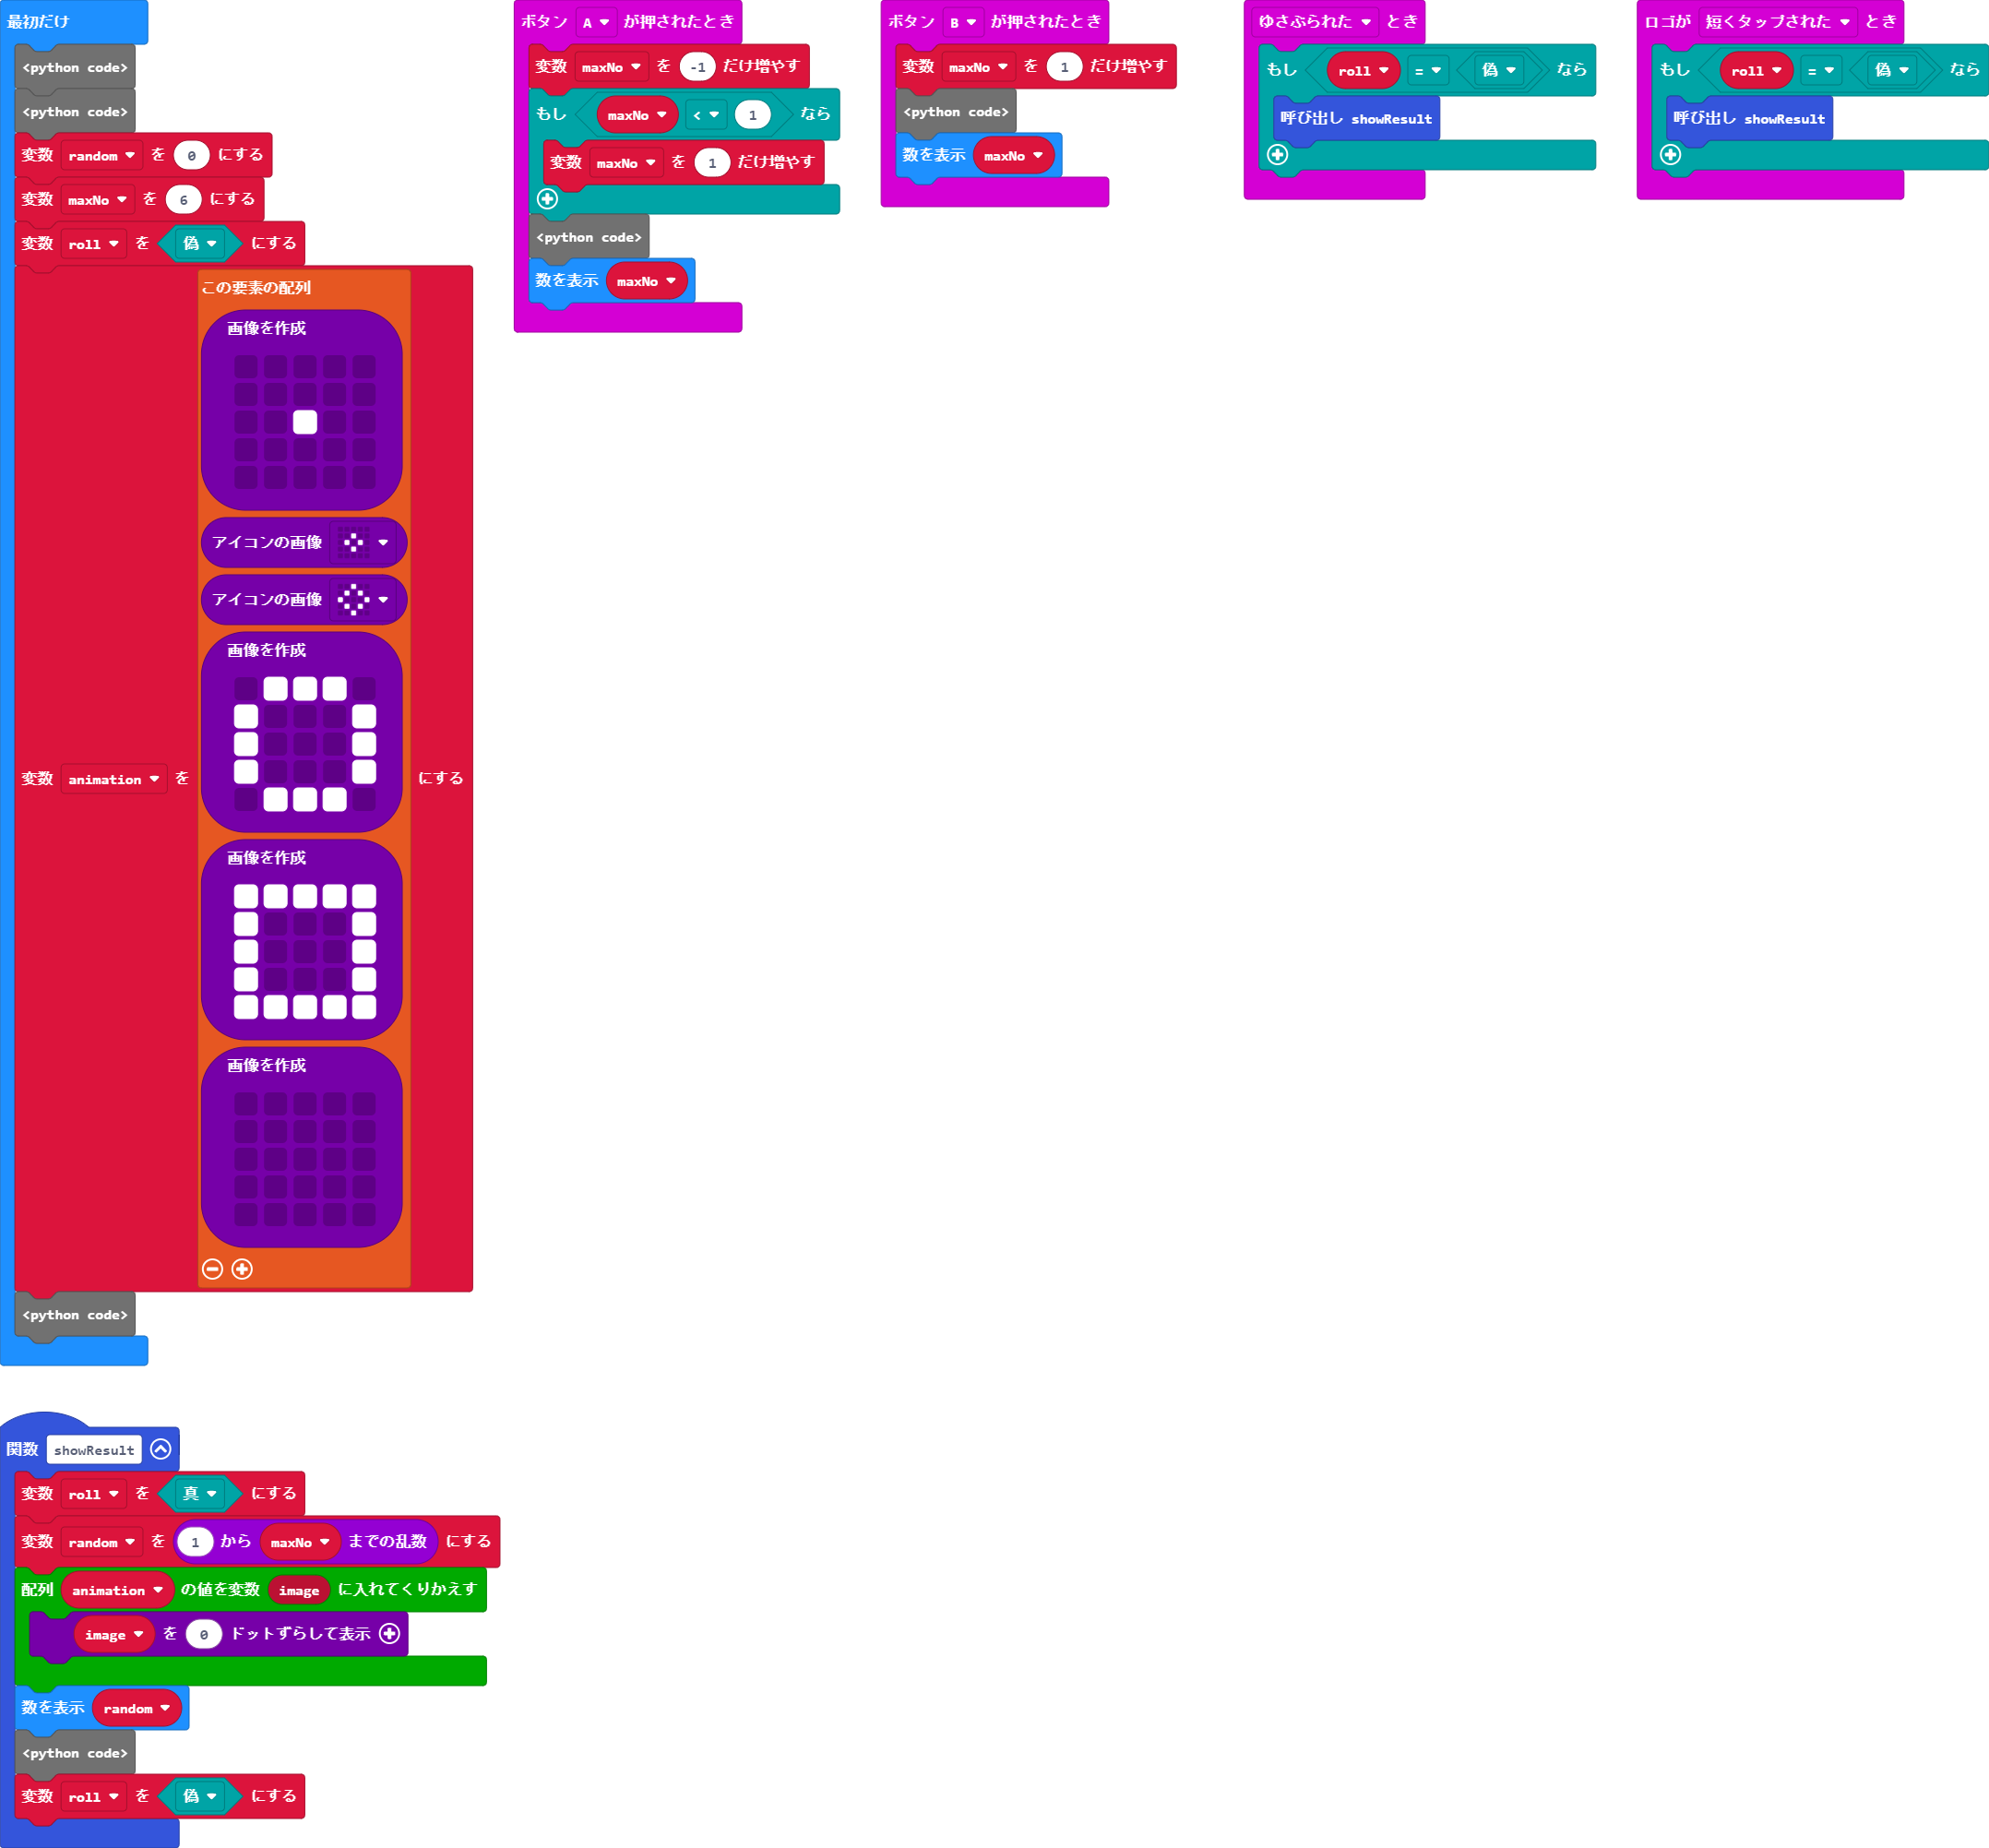 最初だけ
<python code>
<python code>
変数 random を 0 にする
変数 maxNo を 6 にする
変数 roll を 偽 にする
変数 animation を この要素の配列 にする
画像を作成
アイコンの画像
アイコンの画像
画像を作成
画像を作成
画像を作成
<python code>
ボタン A が押されたとき
変数 maxNo を -1 だけ増やす
もし maxNo < 1 なら
変数 maxNo を 1 だけ増やす
<python code>
数を表示 maxNo
ボタン B が押されたとき
変数 maxNo を 1 だけ増やす
<python code>
数を表示 maxNo
ゆさぶられた とき
もし roll = 偽 なら
呼び出し showResult
ロゴが 短くタップされた とき
もし roll = 偽 なら
呼び出し showResult
関数 showResult
変数 roll を 真 にする
変数 random を 1 から maxNo までの乱数 にする
配列 animation の値を変数 image に入れてくりかえす
image を 0 ドットずらして表示
数を表示 random
<python code>
変数 roll を 偽 にする